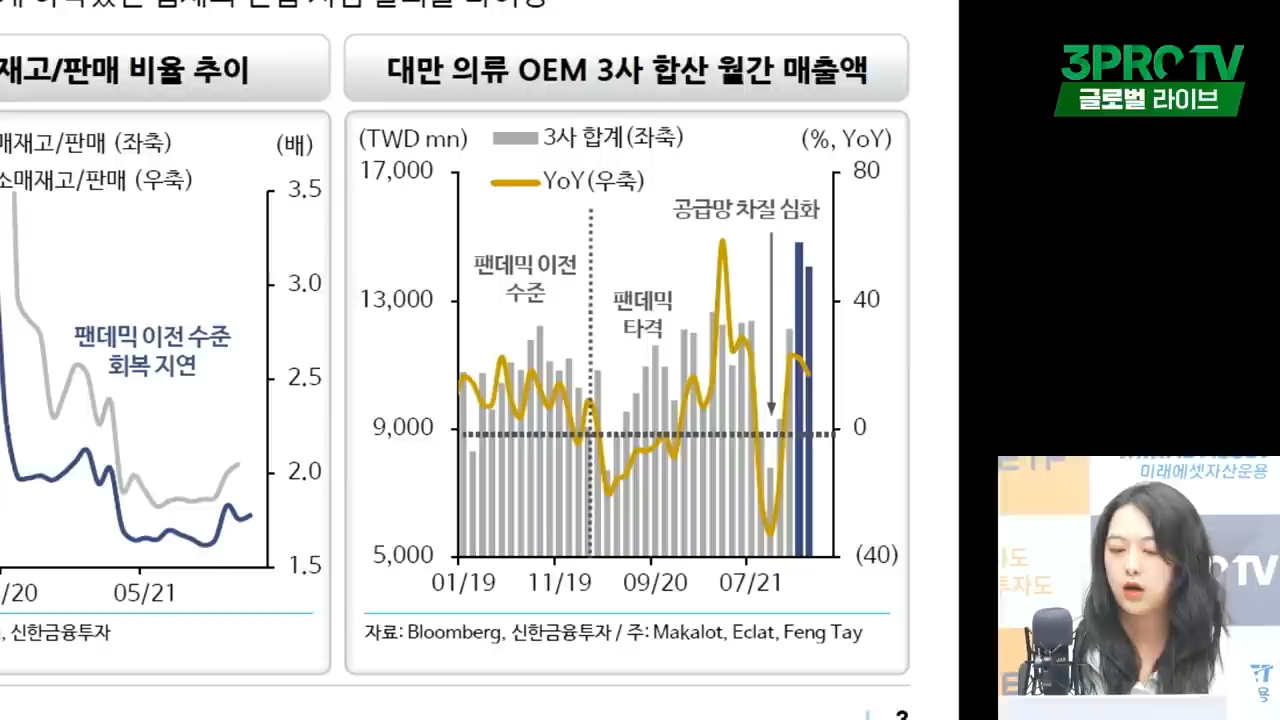 재고/판매 비율 추이
대만 의류 OEM 3사 합산 월간 매출액
3PRO TV
글로벌 라이브
매재고/판매 (좌축)
(배)
소매재고/판매 (우축)
3.5
3.0
2.5
2.0
1.5
팬데믹 이전 수준
회복 지연
/20
05/21
, 신한금융투자
(TWD mn)
3사 합계(좌축)
(%, YoY)
17,000
YoY(우축)
80
공급망 차질 심화
팬데믹 이전
수준
13,000
팬데믹
타격
40
9,000
0
5,000
(40)
01/19
11/19
09/20
07/21
자료: Bloomberg, 신한금융투자 / 주: Makalot, Eclat, Feng Tay
3
미래에셋자산운용
ETF
TV